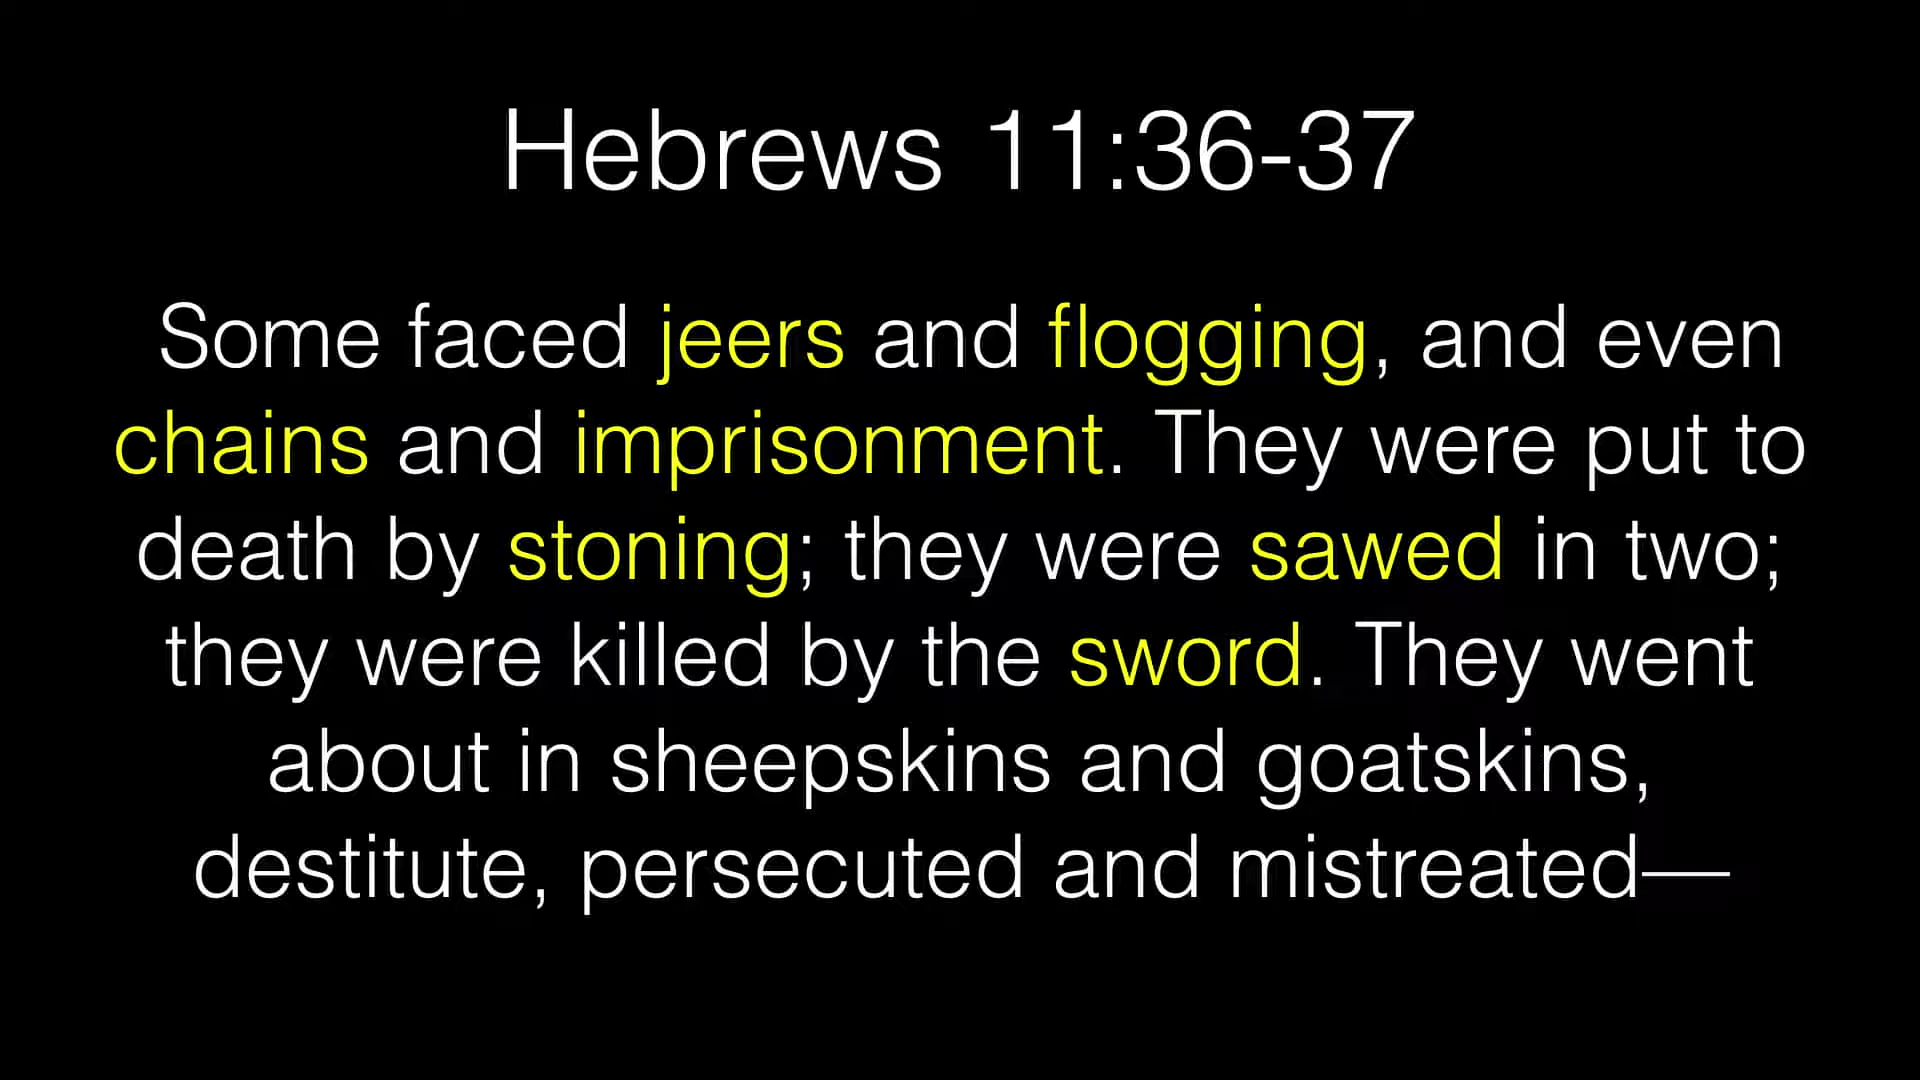 Hebrews 11:36-37
Some faced jeers and flogging, and even
chains and imprisonment. They were put to
death by stoning; they were sawed in two;
they were killed by the sword. They went
about in sheepskins and goatskins,
destitute, persecuted and mistreated—